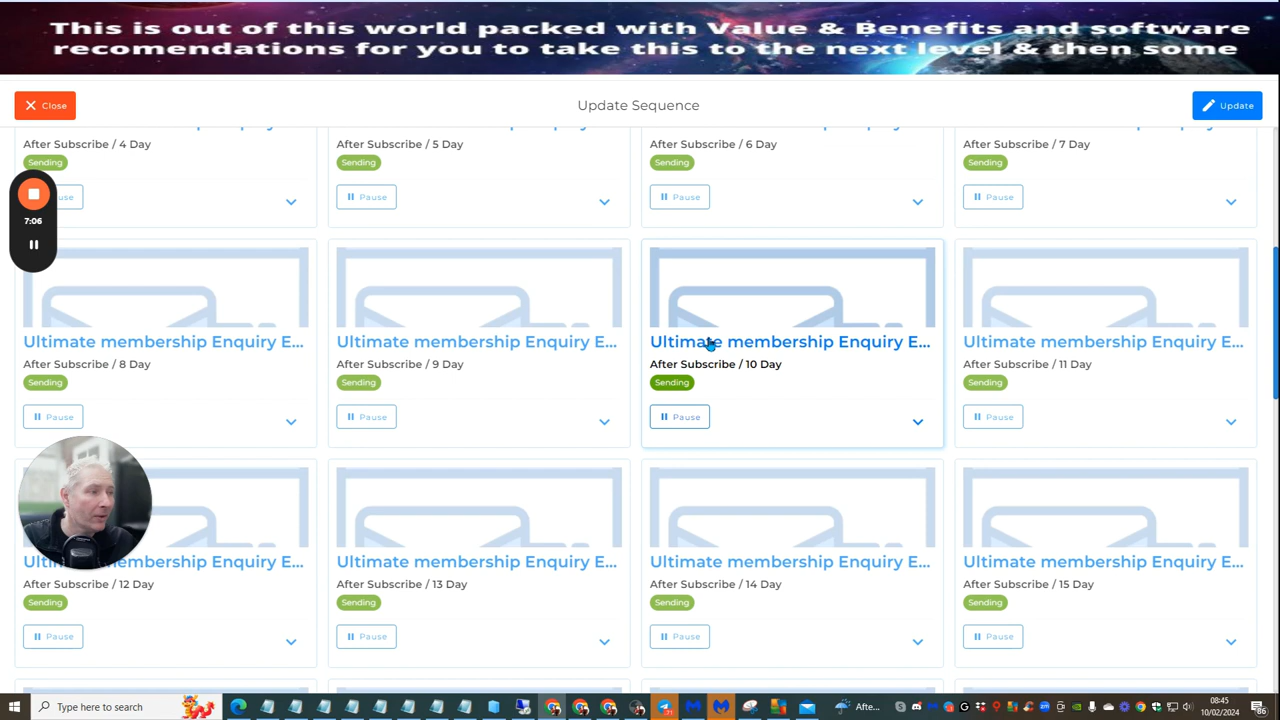 This is out of this world packed with Value & Benefits and software
recomendations for you to take this to the next level & then some
Close
Update Sequence
Update
After Subscribe / 4 Day
After Subscribe / 5 Day
After Subscribe / 6 Day
After Subscribe / 7 Day
Sending
Sending
Sending
Sending
Pause
Pause
Pause
7:06
Ultimate membership Enquiry E...
Ultimate membership Enquiry E...
Ultimate membership Enquiry E...
Ultimate membership Enquiry E...
After Subscribe / 8 Day
After Subscribe / 9 Day
After Subscribe / 10 Day
After Subscribe / 11 Day
Sending
Sending
Sending
Sending
Pause
Pause
Pause
Pause
membership Enquiry E...
Ultimate membership Enquiry E...
Ultimate membership Enquiry E...
Ultimate membership Enquiry E...
After Subscribe / 12 Day
After Subscribe / 13 Day
After Subscribe / 14 Day
After Subscribe / 15 Day
Sending
Sending
Sending
Sending
Pause
Pause
Pause
Pause
Type here to search
Afte...
08:45
10/02/2024
86